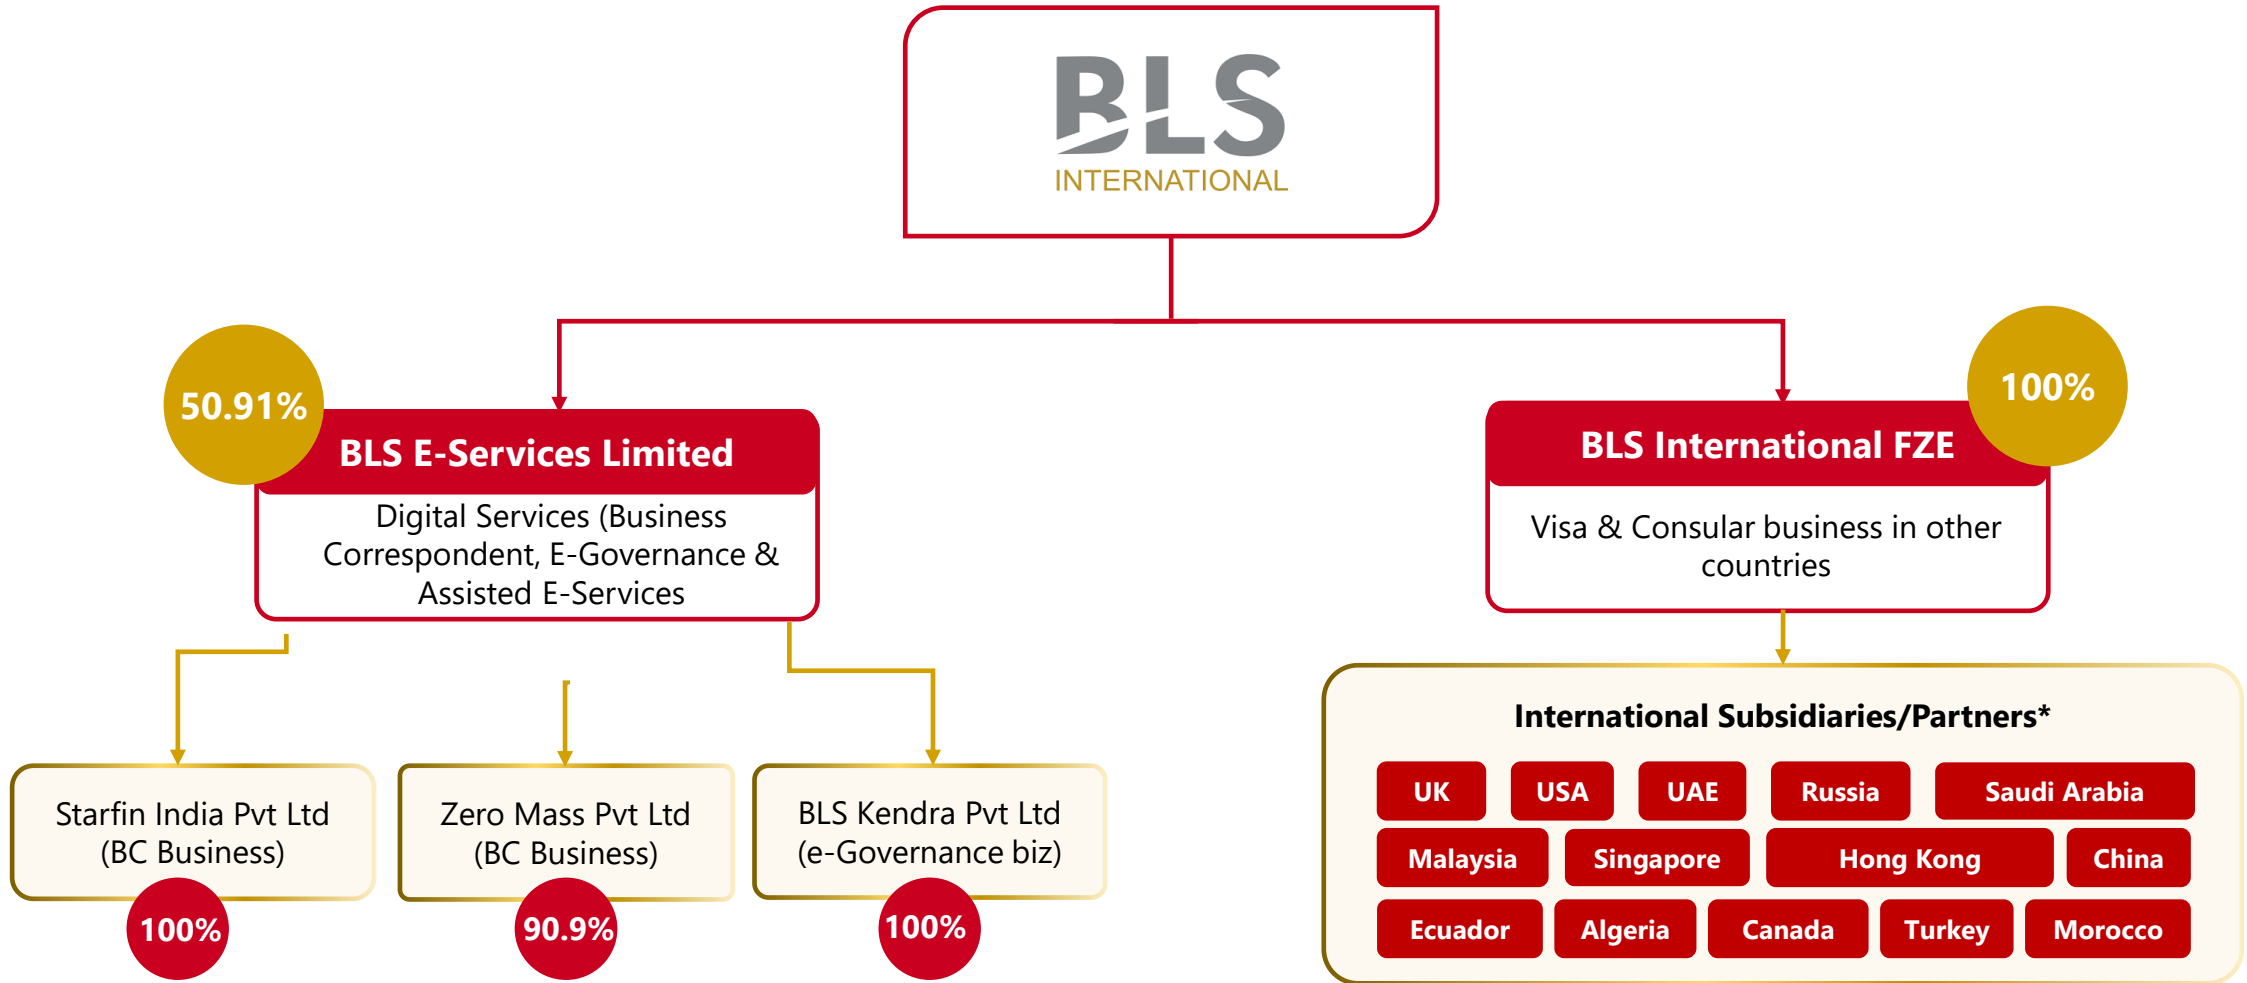 BLS
INTERNATIONAL
50.91%
BLS E-Services Limited
Digital Services (Business
Correspondent, E-Governance &
Assisted E-Services
100%
BLS International FZE
Visa & Consular business in other
countries
Starfin India Pvt Ltd
(BC Business)
100%
Zero Mass Pvt Ltd
(BC Business)
90.9%
BLS Kendra Pvt Ltd
(e-Governance biz)
100%
International Subsidiaries/Partners*
UK USA UAE Russia Saudi Arabia
Malaysia Singapore Hong Kong China
Ecuador Algeria Canada Turkey Morocco